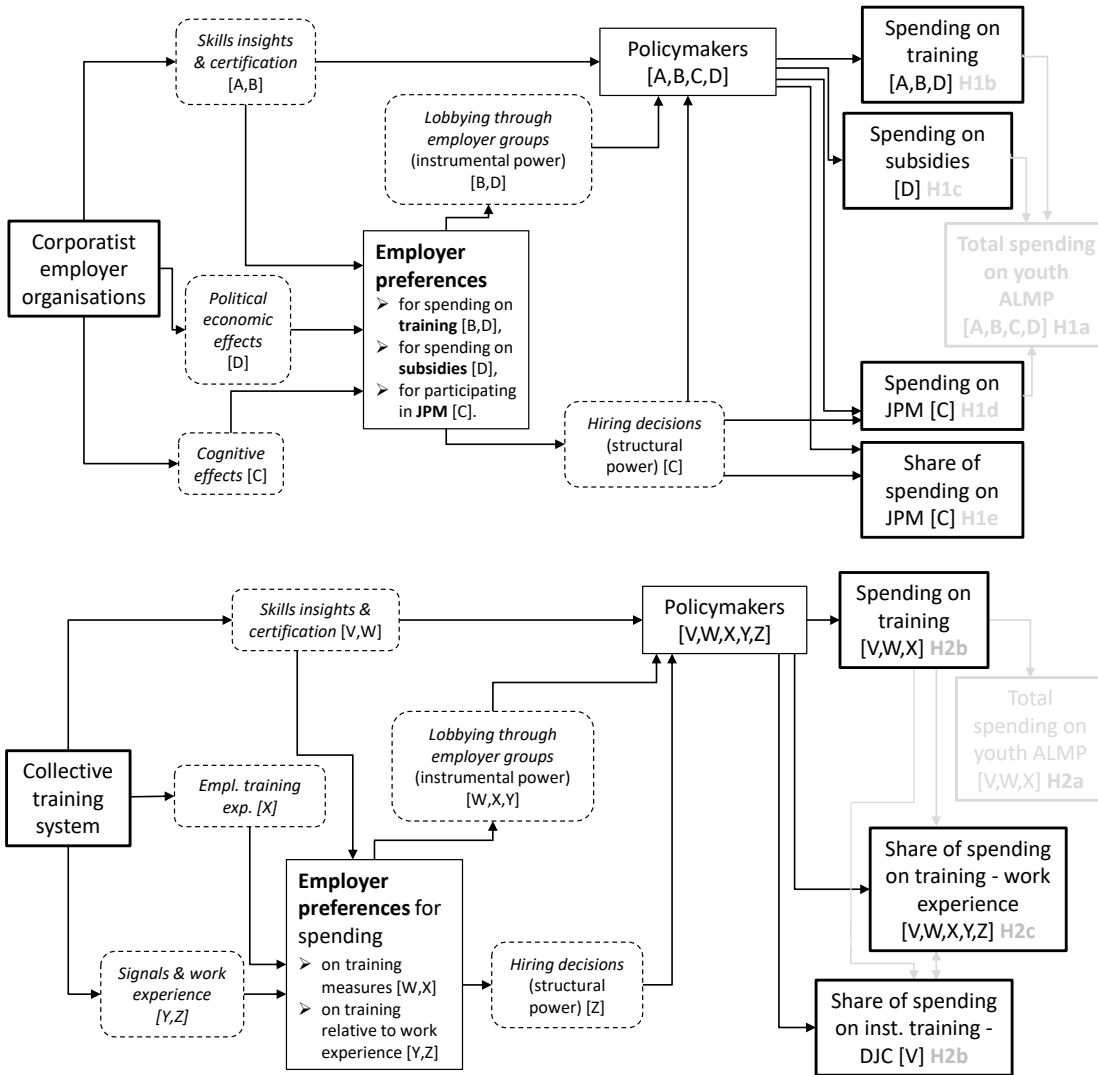 Skills insights
& certification
[A,B]
Policymakers
[A,B,C,D]
Spending on
training
[A,B,D] H1b
Lobbying through
employer groups
(instrumental power)
[B,D]
Spending on
subsidies
[D] H1c
Corporatist
employer
organisations
Political
economic
effects
[D]
Employer
preferences
➢ for spending on
training [B,D],
➢ for spending on
subsidies [D],
➢ for participating
in JPM [C].
Total spending
on youth
ALMP
[A,B,C,D] H1a
Cognitive
effects [C]
Hiring decisions
(structural
power) [C]
Spending on
JPM [C] H1d
Share of
spending on
JPM [C] H1e
Skills insights &
certification [V,W]
Policymakers
[V,W,X,Y,Z]
Spending on
training
[V,W,X] H2b
Collective
training
system
Empl. training
exp. [X]
Lobbying through
employer groups
(instrumental power)
[W,X,Y]
Total
spending on
youth ALMP
[V,W,X] H2a
Signals & work
experience
[Y,Z]
Employer
preferences for
spending
➢ on training
measures [W,X]
➢ on training
relative to work
experience [Y,Z]
Hiring decisions
(structural
power) [Z]
Share of spending
on training - work
experience
[V,W,X,Y,Z] H2c
Share of spending
on inst. training -
DJC [V] H2b